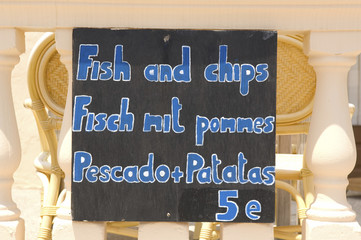 Fish and chips
Fisch mit pommes
Pescado+Patatas
5e